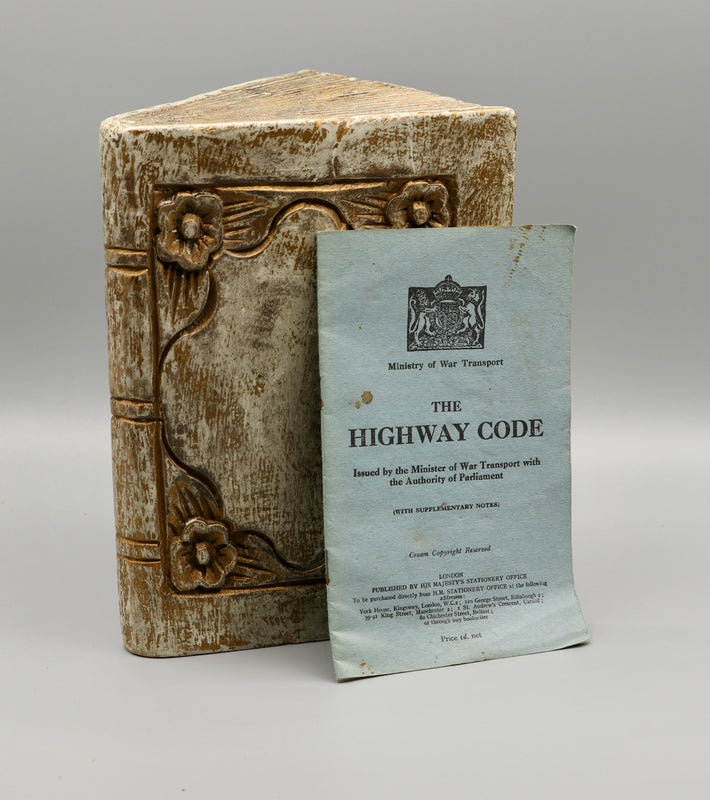 Ministry of War Transport
THE
HIGHWAY CODE
Issued by the Minister of War Transport with
the Authority of Parliament
(WITH SUPPLEMENTARY NOTES)
Crown Copyright Reserved
LONDON
PUBLISHED BY HIS MAJESTY'S STATIONERY OFFICE
To be purchased directly from H.M. STATIONERY OFFICE at the following
addresses:
York House, Kingsway, London, W.C.2; 120 George Street, Edinburgh 2;
39-41 King Street, Manchester 2; 1 St. Andrew's Crescent, Cardiff;
80 Chichester Street, Belfast;
or through any bookseller
Price 1d. net